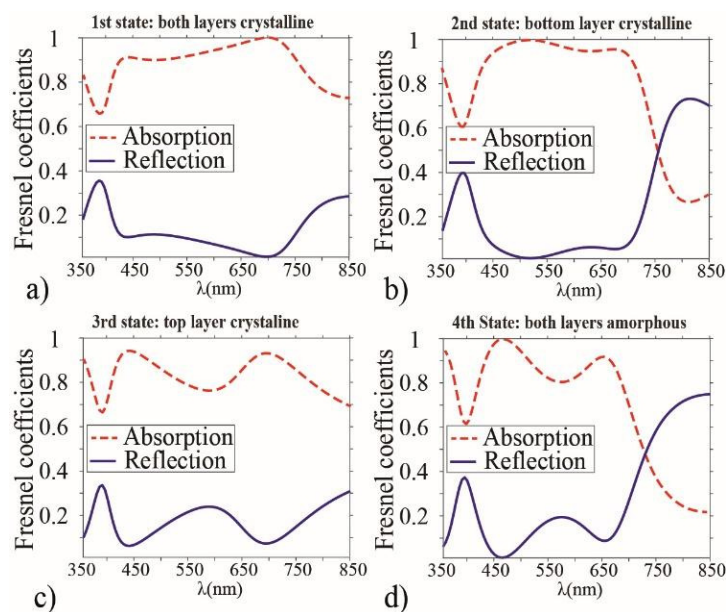 1st state: both layers crystalline
Fresnel coefficients
1
0.8
0.6
0.4
0.2
Absorption
Reflection
355 450 550 650 750 850
λ(nm)
a)
2nd state: bottom layer crystalline
Fresnel coefficients
1
0.8
0.6
0.4
0.2
Absorption
Reflection
355 450 550 650 750 850
λ(nm)
b)
3rd state: top layer crystaline
Fresnel coefficients
1
0.8
0.6
0.4
0.2
Absorption
Reflection
355 450 550 650 750 850
λ(nm)
c)
4th State: both layers amorphous
Fresnel coefficients
1
0.8
0.6
0.4
0.2
Absorption
Reflection
355 450 550 650 750 850
λ(nm)
d)